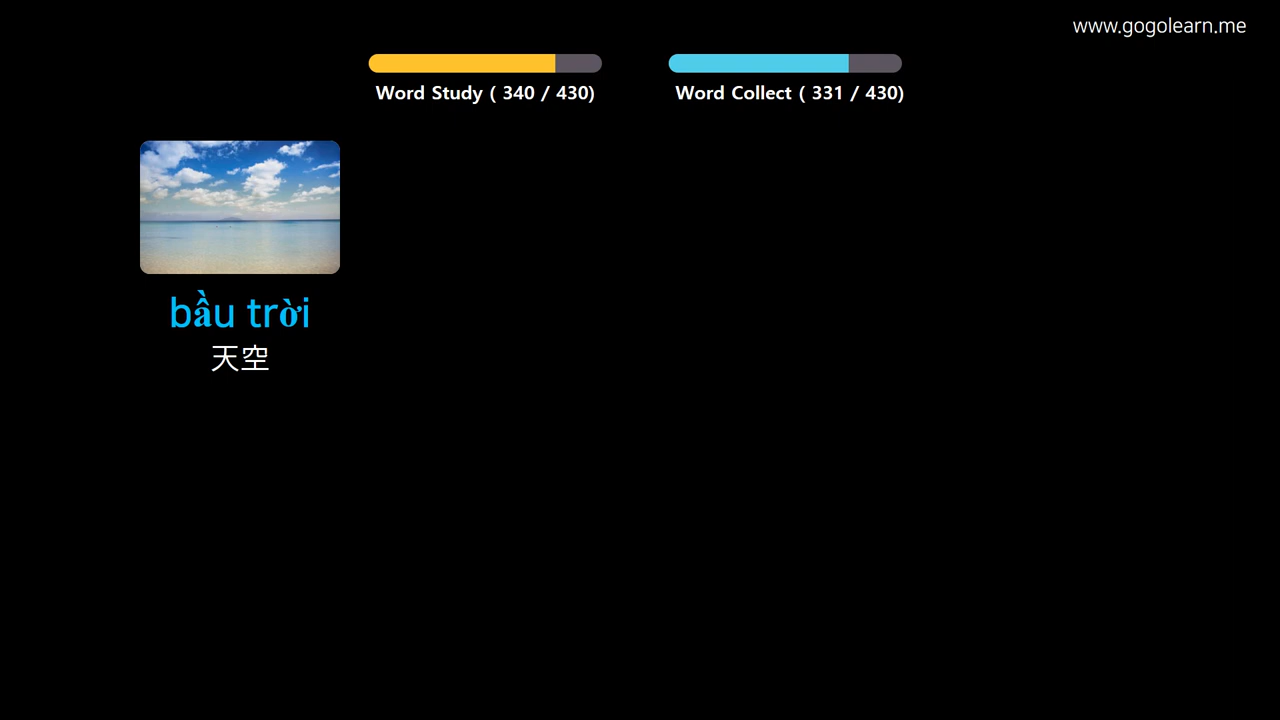 www.gogolearn.me
Word Study ( 340 / 430)
Word Collect ( 331 / 430)
bầu trời
天空